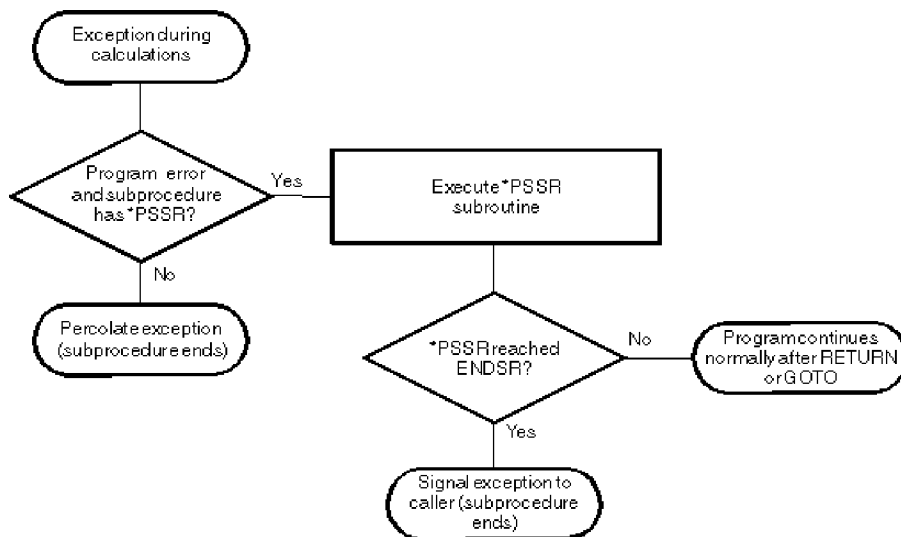 Exception during
calculations
Program error
and subprocedure
has *PSSR?
Yes
Execute *PSSR
subroutine
No
Percolate exception
(subprocedure ends)
*PSSR reached
ENDSR?
No
Program continues
normally after RETURN
or GOTO
Yes
Signal exception to
caller (subprocedure
ends)